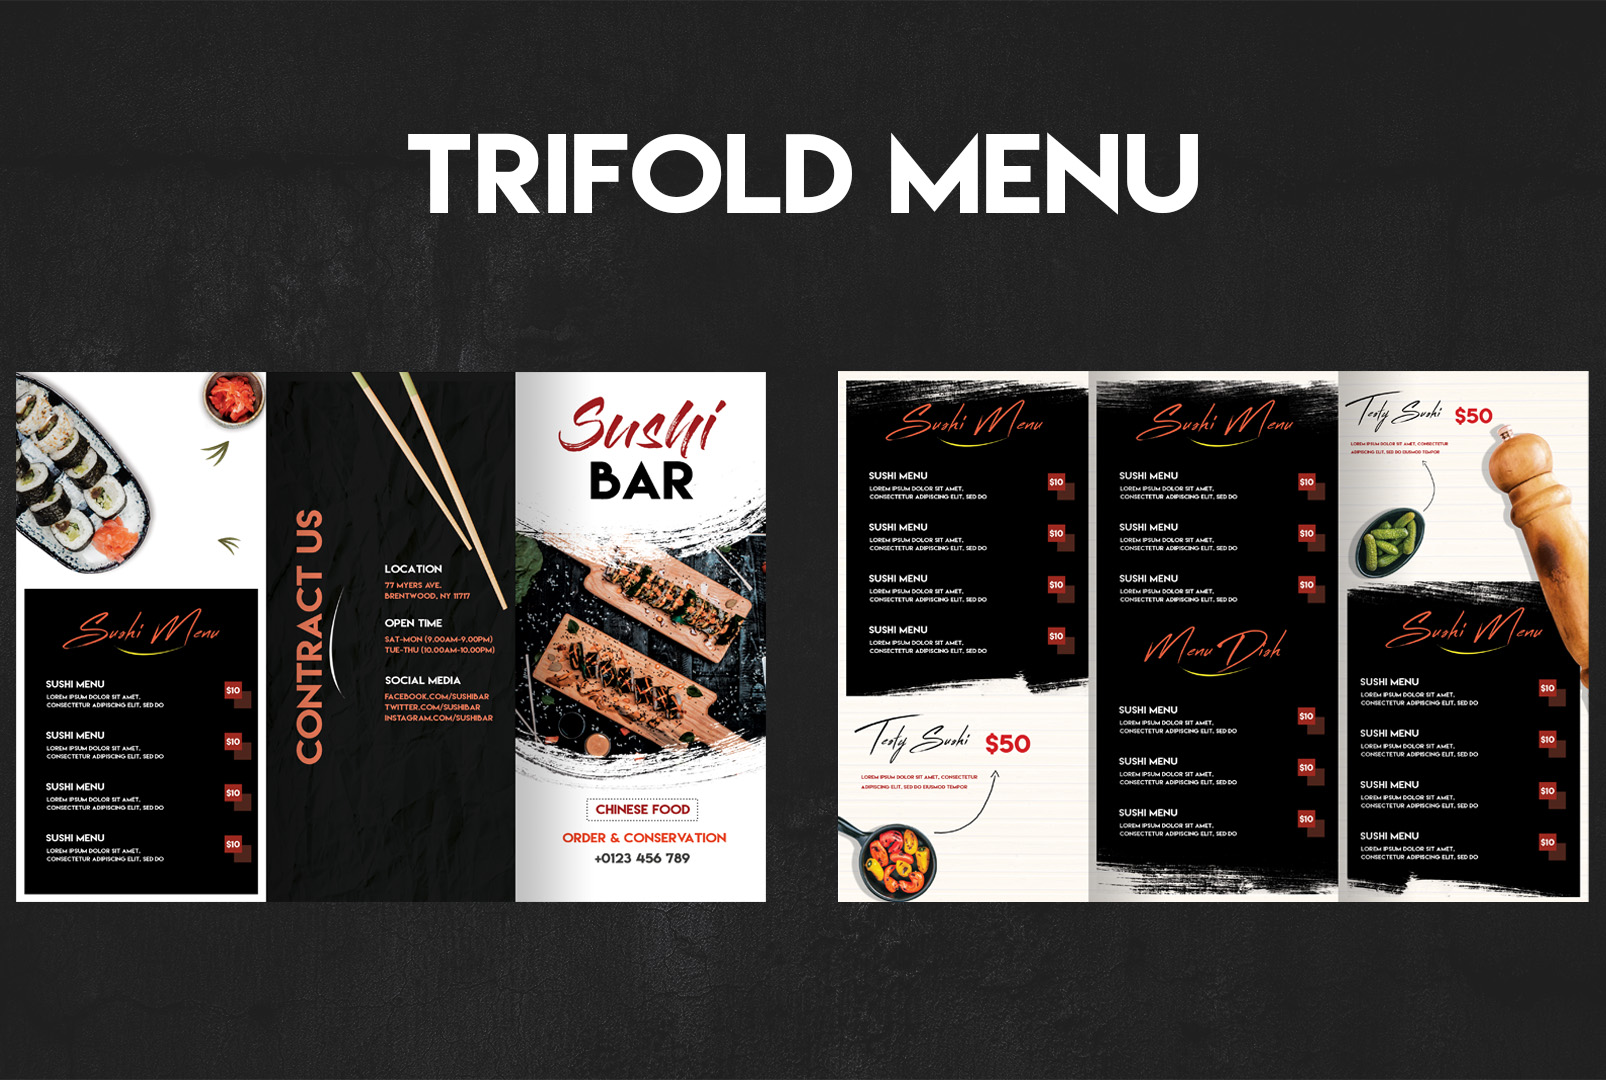 TRIFOLD MENU
Sushi Menu
SUSHI MENU
LOREM IPSUM DOLOR SIT AMET,
CONSECTETUR ADIPISCING ELIT, SED DO
$10
SUSHI MENU
LOREM IPSUM DOLOR SIT AMET,
CONSECTETUR ADIPISCING ELIT, SED DO
$10
SUSHI MENU
LOREM IPSUM DOLOR SIT AMET,
CONSECTETUR ADIPISCING ELIT, SED DO
$10
SUSHI MENU
LOREM IPSUM DOLOR SIT AMET,
CONSECTETUR ADIPISCING ELIT, SED DO
$10
CONTRACT US
LOCATION
77 MYERS AVE.
BRENTWOOD, NY 11717
OPEN TIME
SAT-MON (9.00AM-9.00PM)
TUE-THU (10.00AM-10.00PM)
SOCIAL MEDIA
FACEBOOK.COM/SUSHIBAR
TWITTER.COM/SUSHIBAR
INSTAGRAM.COM/SUSHIBAR
Sushi
BAR
CHINESE FOOD
ORDER & CONSERVATION
+0123 456 789
Sushi Menu
SUSHI MENU
LOREM IPSUM DOLOR SIT AMET,
CONSECTETUR ADIPISCING ELIT, SED DO
$10
SUSHI MENU
LOREM IPSUM DOLOR SIT AMET,
CONSECTETUR ADIPISCING ELIT, SED DO
$10
SUSHI MENU
LOREM IPSUM DOLOR SIT AMET,
CONSECTETUR ADIPISCING ELIT, SED DO
$10
SUSHI MENU
LOREM IPSUM DOLOR SIT AMET,
CONSECTETUR ADIPISCING ELIT, SED DO
$10
Testy Sushi $50
LOREM IPSUM DOLOR SIT AMET, CONSECTETUR
ADIPISCING ELIT, SED DO EIUSMOD TEMPOR
Sushi Menu
SUSHI MENU
LOREM IPSUM DOLOR SIT AMET,
CONSECTETUR ADIPISCING ELIT, SED DO
$10
SUSHI MENU
LOREM IPSUM DOLOR SIT AMET,
CONSECTETUR ADIPISCING ELIT, SED DO
$10
SUSHI MENU
LOREM IPSUM DOLOR SIT AMET,
CONSECTETUR ADIPISCING ELIT, SED DO
$10
Menu Dish
SUSHI MENU
LOREM IPSUM DOLOR SIT AMET,
CONSECTETUR ADIPISCING ELIT, SED DO
$10
SUSHI MENU
LOREM IPSUM DOLOR SIT AMET,
CONSECTETUR ADIPISCING ELIT, SED DO
$10
SUSHI MENU
LOREM IPSUM DOLOR SIT AMET,
CONSECTETUR ADIPISCING ELIT, SED DO
$10
Testy Sushi $50
LOREM IPSUM DOLOR SIT AMET, CONSECTETUR
ADIPISCING ELIT, SED DO EIUSMOD TEMPOR
Sushi Menu
SUSHI MENU
LOREM IPSUM DOLOR SIT AMET,
CONSECTETUR ADIPISCING ELIT, SED DO
$10
SUSHI MENU
LOREM IPSUM DOLOR SIT AMET,
CONSECTETUR ADIPISCING ELIT, SED DO
$10
SUSHI MENU
LOREM IPSUM DOLOR SIT AMET,
CONSECTETUR ADIPISCING ELIT, SED DO
$10
SUSHI MENU
LOREM IPSUM DOLOR SIT AMET,
CONSECTETUR ADIPISCING ELIT, SED DO
$10